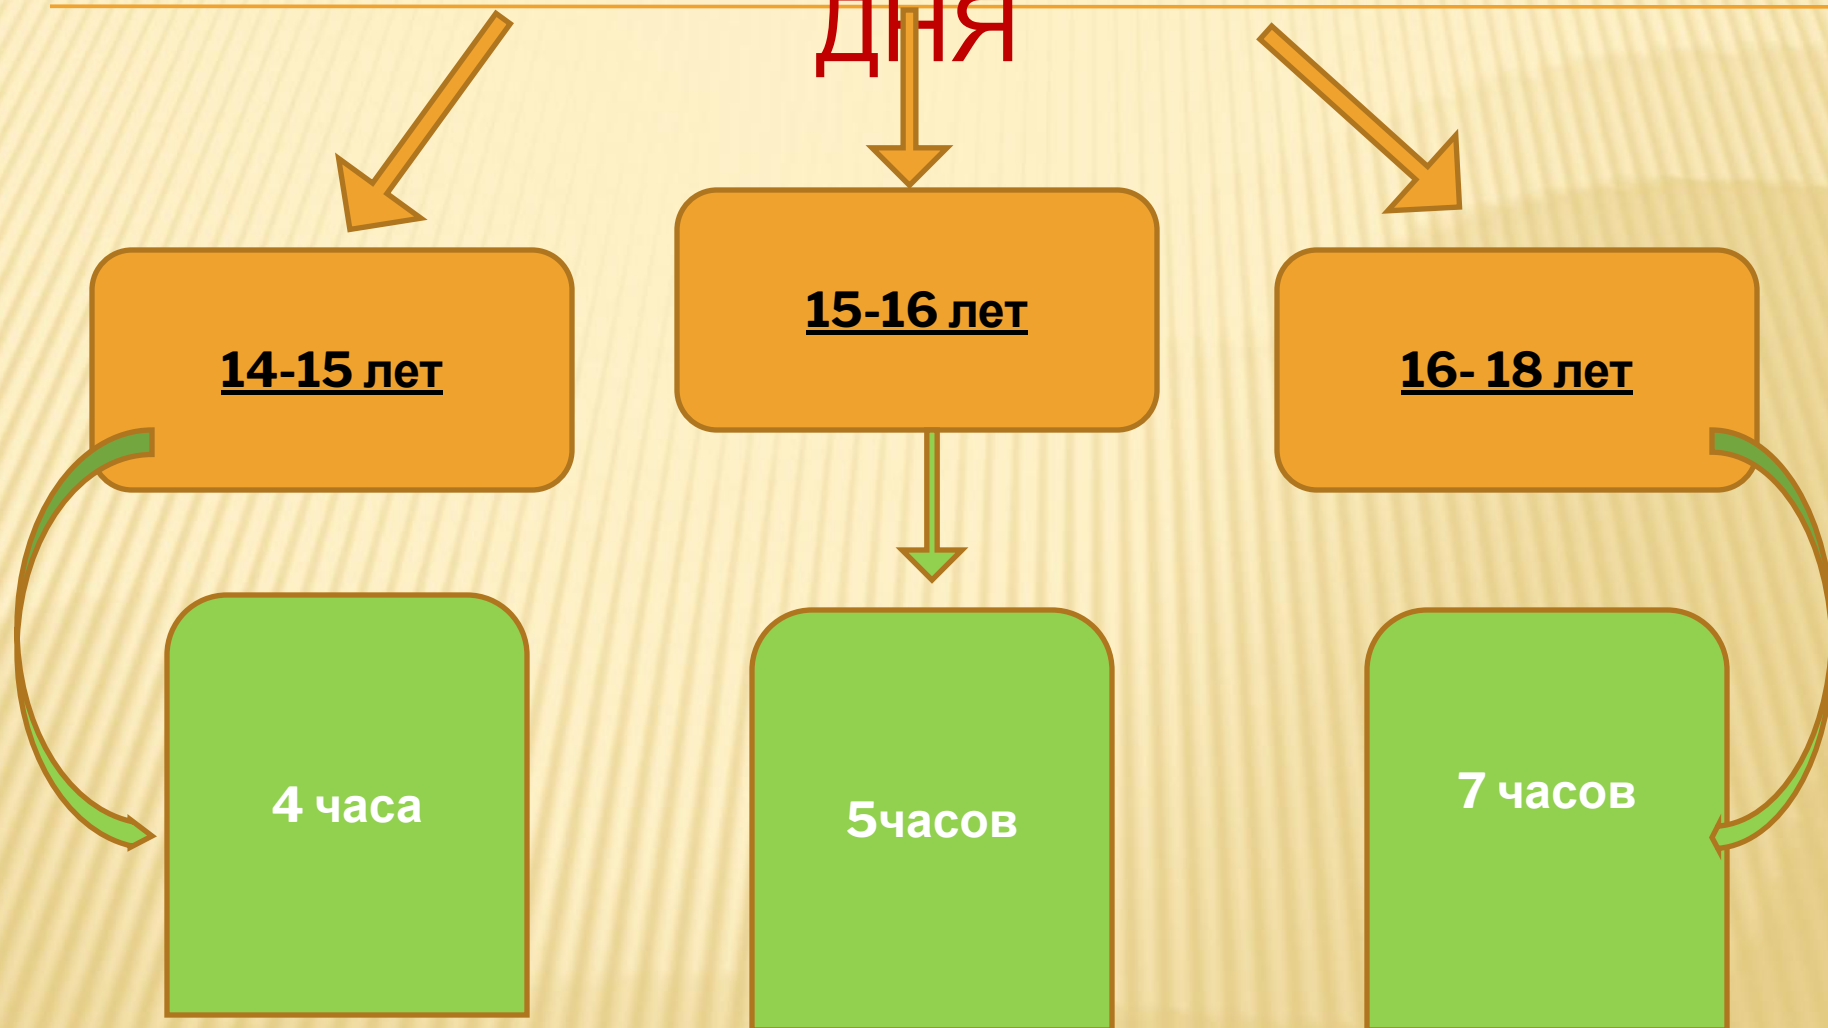 ДНЯ
14-15 лет
15-16 лет
16- 18 лет
4 часа
5часов
7 часов